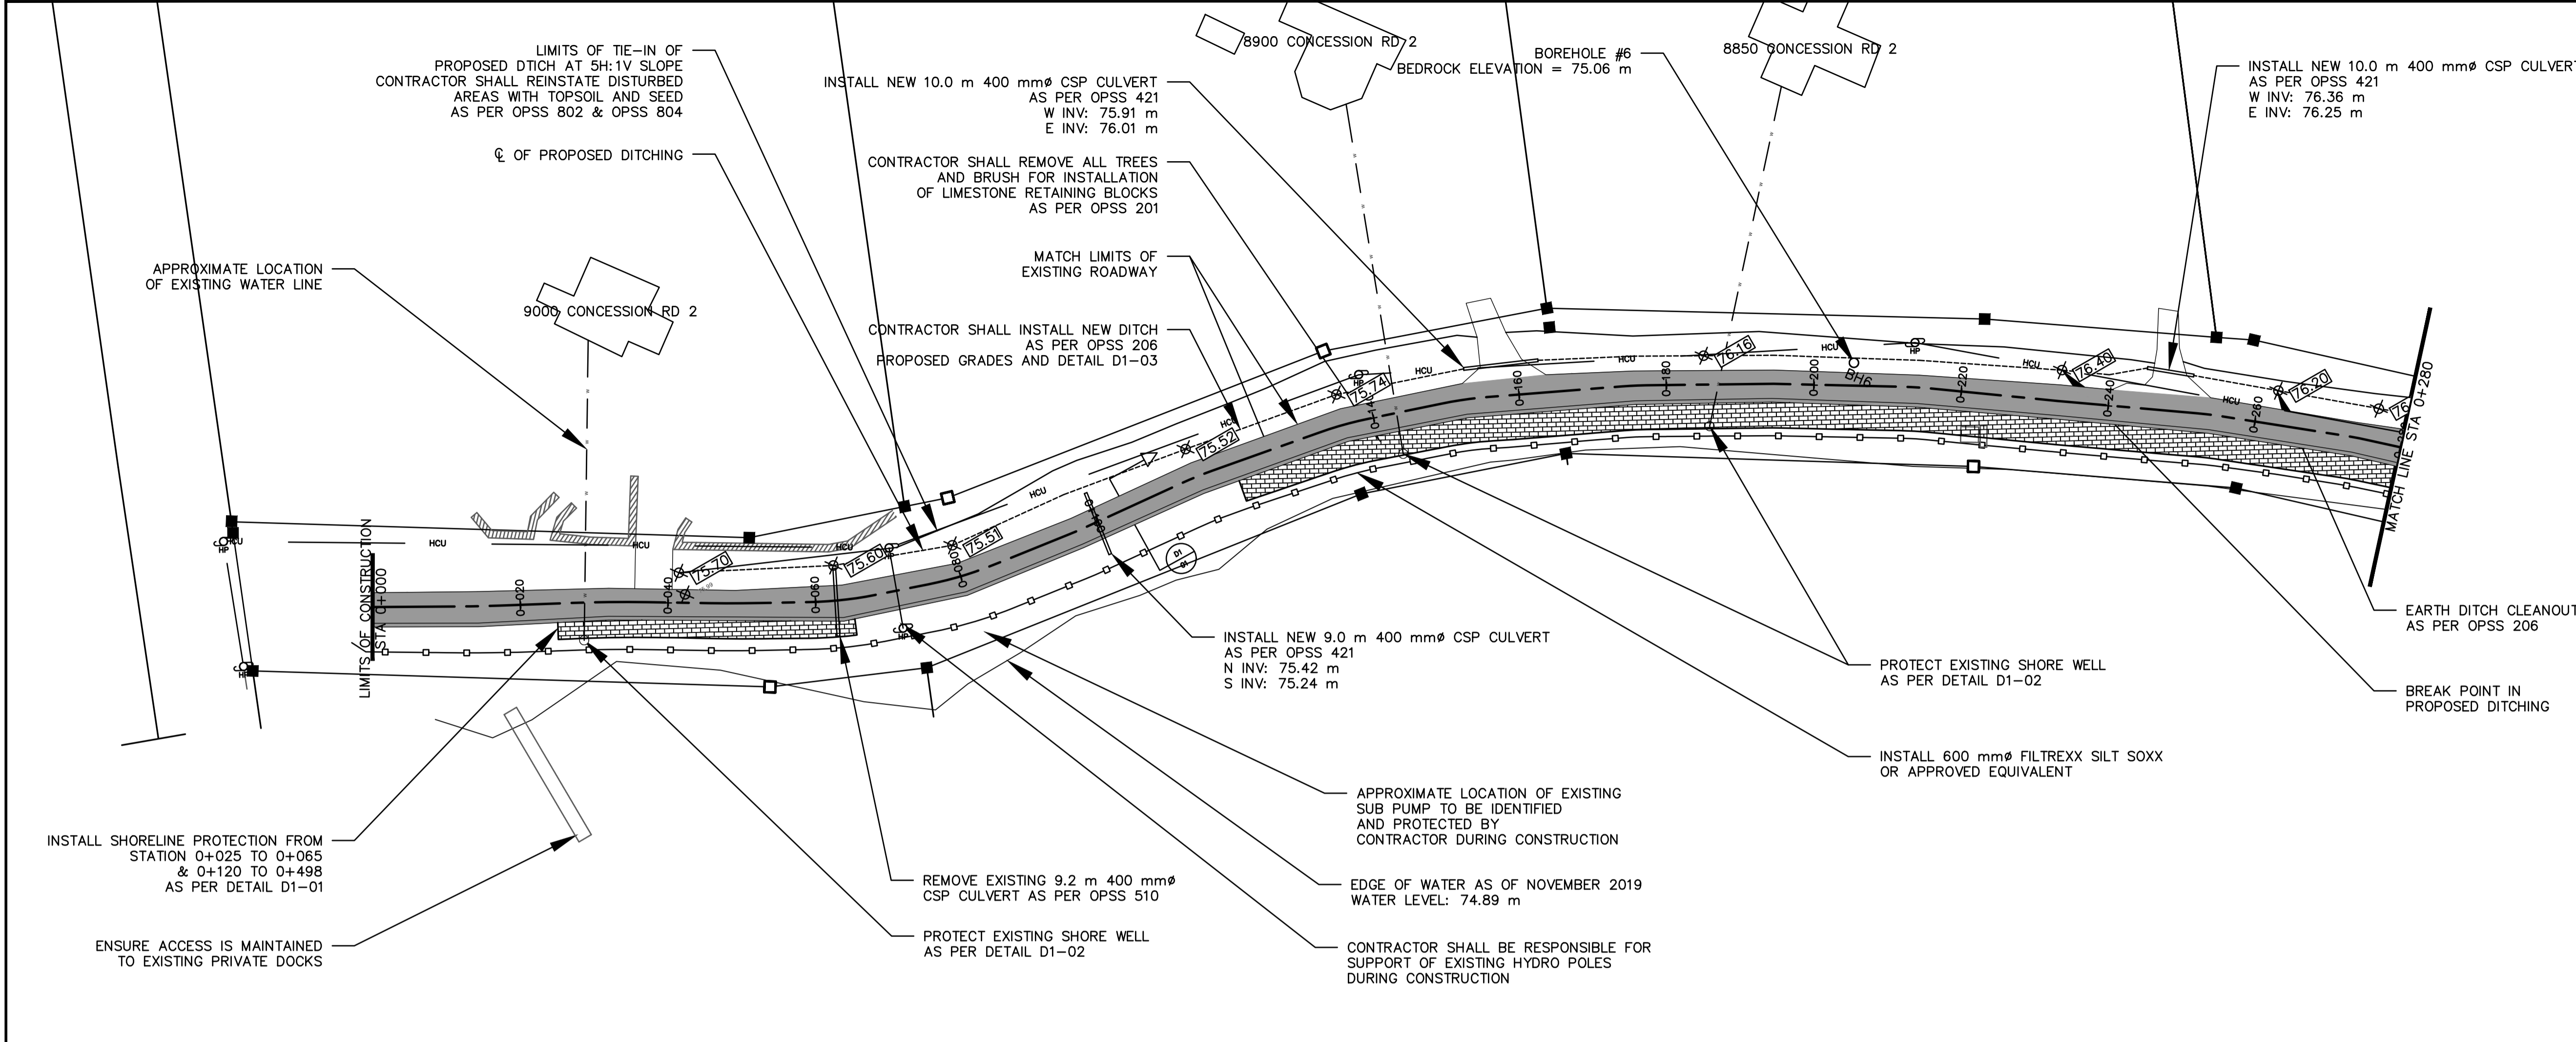 LIMITS OF TIE-IN OF
PROPOSED DTICH AT 5H:1V SLOPE
CONTRACTOR SHALL REINSTATE DISTURBED
AREAS WITH TOPSOIL AND SEED
AS PER OPSS 802 & OPSS 804
℄ OF PROPOSED DITCHING
APPROXIMATE LOCATION
OF EXISTING WATER LINE
9000 CONCESSION RD 2
8900 CONCESSION RD 2
INSTALL NEW 10.0 m 400 mmø CSP CULVERT
AS PER OPSS 421
W INV: 75.91 m
E INV: 76.01 m
CONTRACTOR SHALL REMOVE ALL TREES
AND BRUSH FOR INSTALLATION
OF LIMESTONE RETAINING BLOCKS
AS PER OPSS 201
MATCH LIMITS OF
EXISTING ROADWAY
CONTRACTOR SHALL INSTALL NEW DITCH
AS PER OPSS 206
PROPOSED GRADES AND DETAIL D1-03
BOREHOLE #6
BEDROCK ELEVATION = 75.06 m
8850 CONCESSION RD 2
INSTALL NEW 10.0 m 400 mmø CSP CULVERT
AS PER OPSS 421
W INV: 76.36 m
E INV: 76.25 m
HCU
HP
HP
HCU
HCU
HCU
HP
HP
HCU
HCU
HP
HCU
HCU
HCU
HP
HCU
HCU
LIMITS OF CONSTRUCTION
STA 0+000
0+020
0+040
0+060
0+080
0+160
0+180
0+200
0+220
0+240
0+260
75.70
75.60
75.51
75.52
75.74
76.16
76.40
76.20
BH6
D1
01
MATCH LINE STA 0+280
INSTALL NEW 9.0 m 400 mmø CSP CULVERT
AS PER OPSS 421
N INV: 75.42 m
S INV: 75.24 m
PROTECT EXISTING SHORE WELL
AS PER DETAIL D1-02
EARTH DITCH CLEANOUT
AS PER OPSS 206
BREAK POINT IN
PROPOSED DITCHING
INSTALL 600 mmø FILTREXX SILT SOXX
OR APPROVED EQUIVALENT
APPROXIMATE LOCATION OF EXISTING
SUB PUMP TO BE IDENTIFIED
AND PROTECTED BY
CONTRACTOR DURING CONSTRUCTION
EDGE OF WATER AS OF NOVEMBER 2019
WATER LEVEL: 74.89 m
CONTRACTOR SHALL BE RESPONSIBLE FOR
SUPPORT OF EXISTING HYDRO POLES
DURING CONSTRUCTION
REMOVE EXISTING 9.2 m 400 mmø
CSP CULVERT AS PER OPSS 510
PROTECT EXISTING SHORE WELL
AS PER DETAIL D1-02
INSTALL SHORELINE PROTECTION FROM
STATION 0+025 TO 0+065
& 0+120 TO 0+498
AS PER DETAIL D1-01
ENSURE ACCESS IS MAINTAINED
TO EXISTING PRIVATE DOCKS